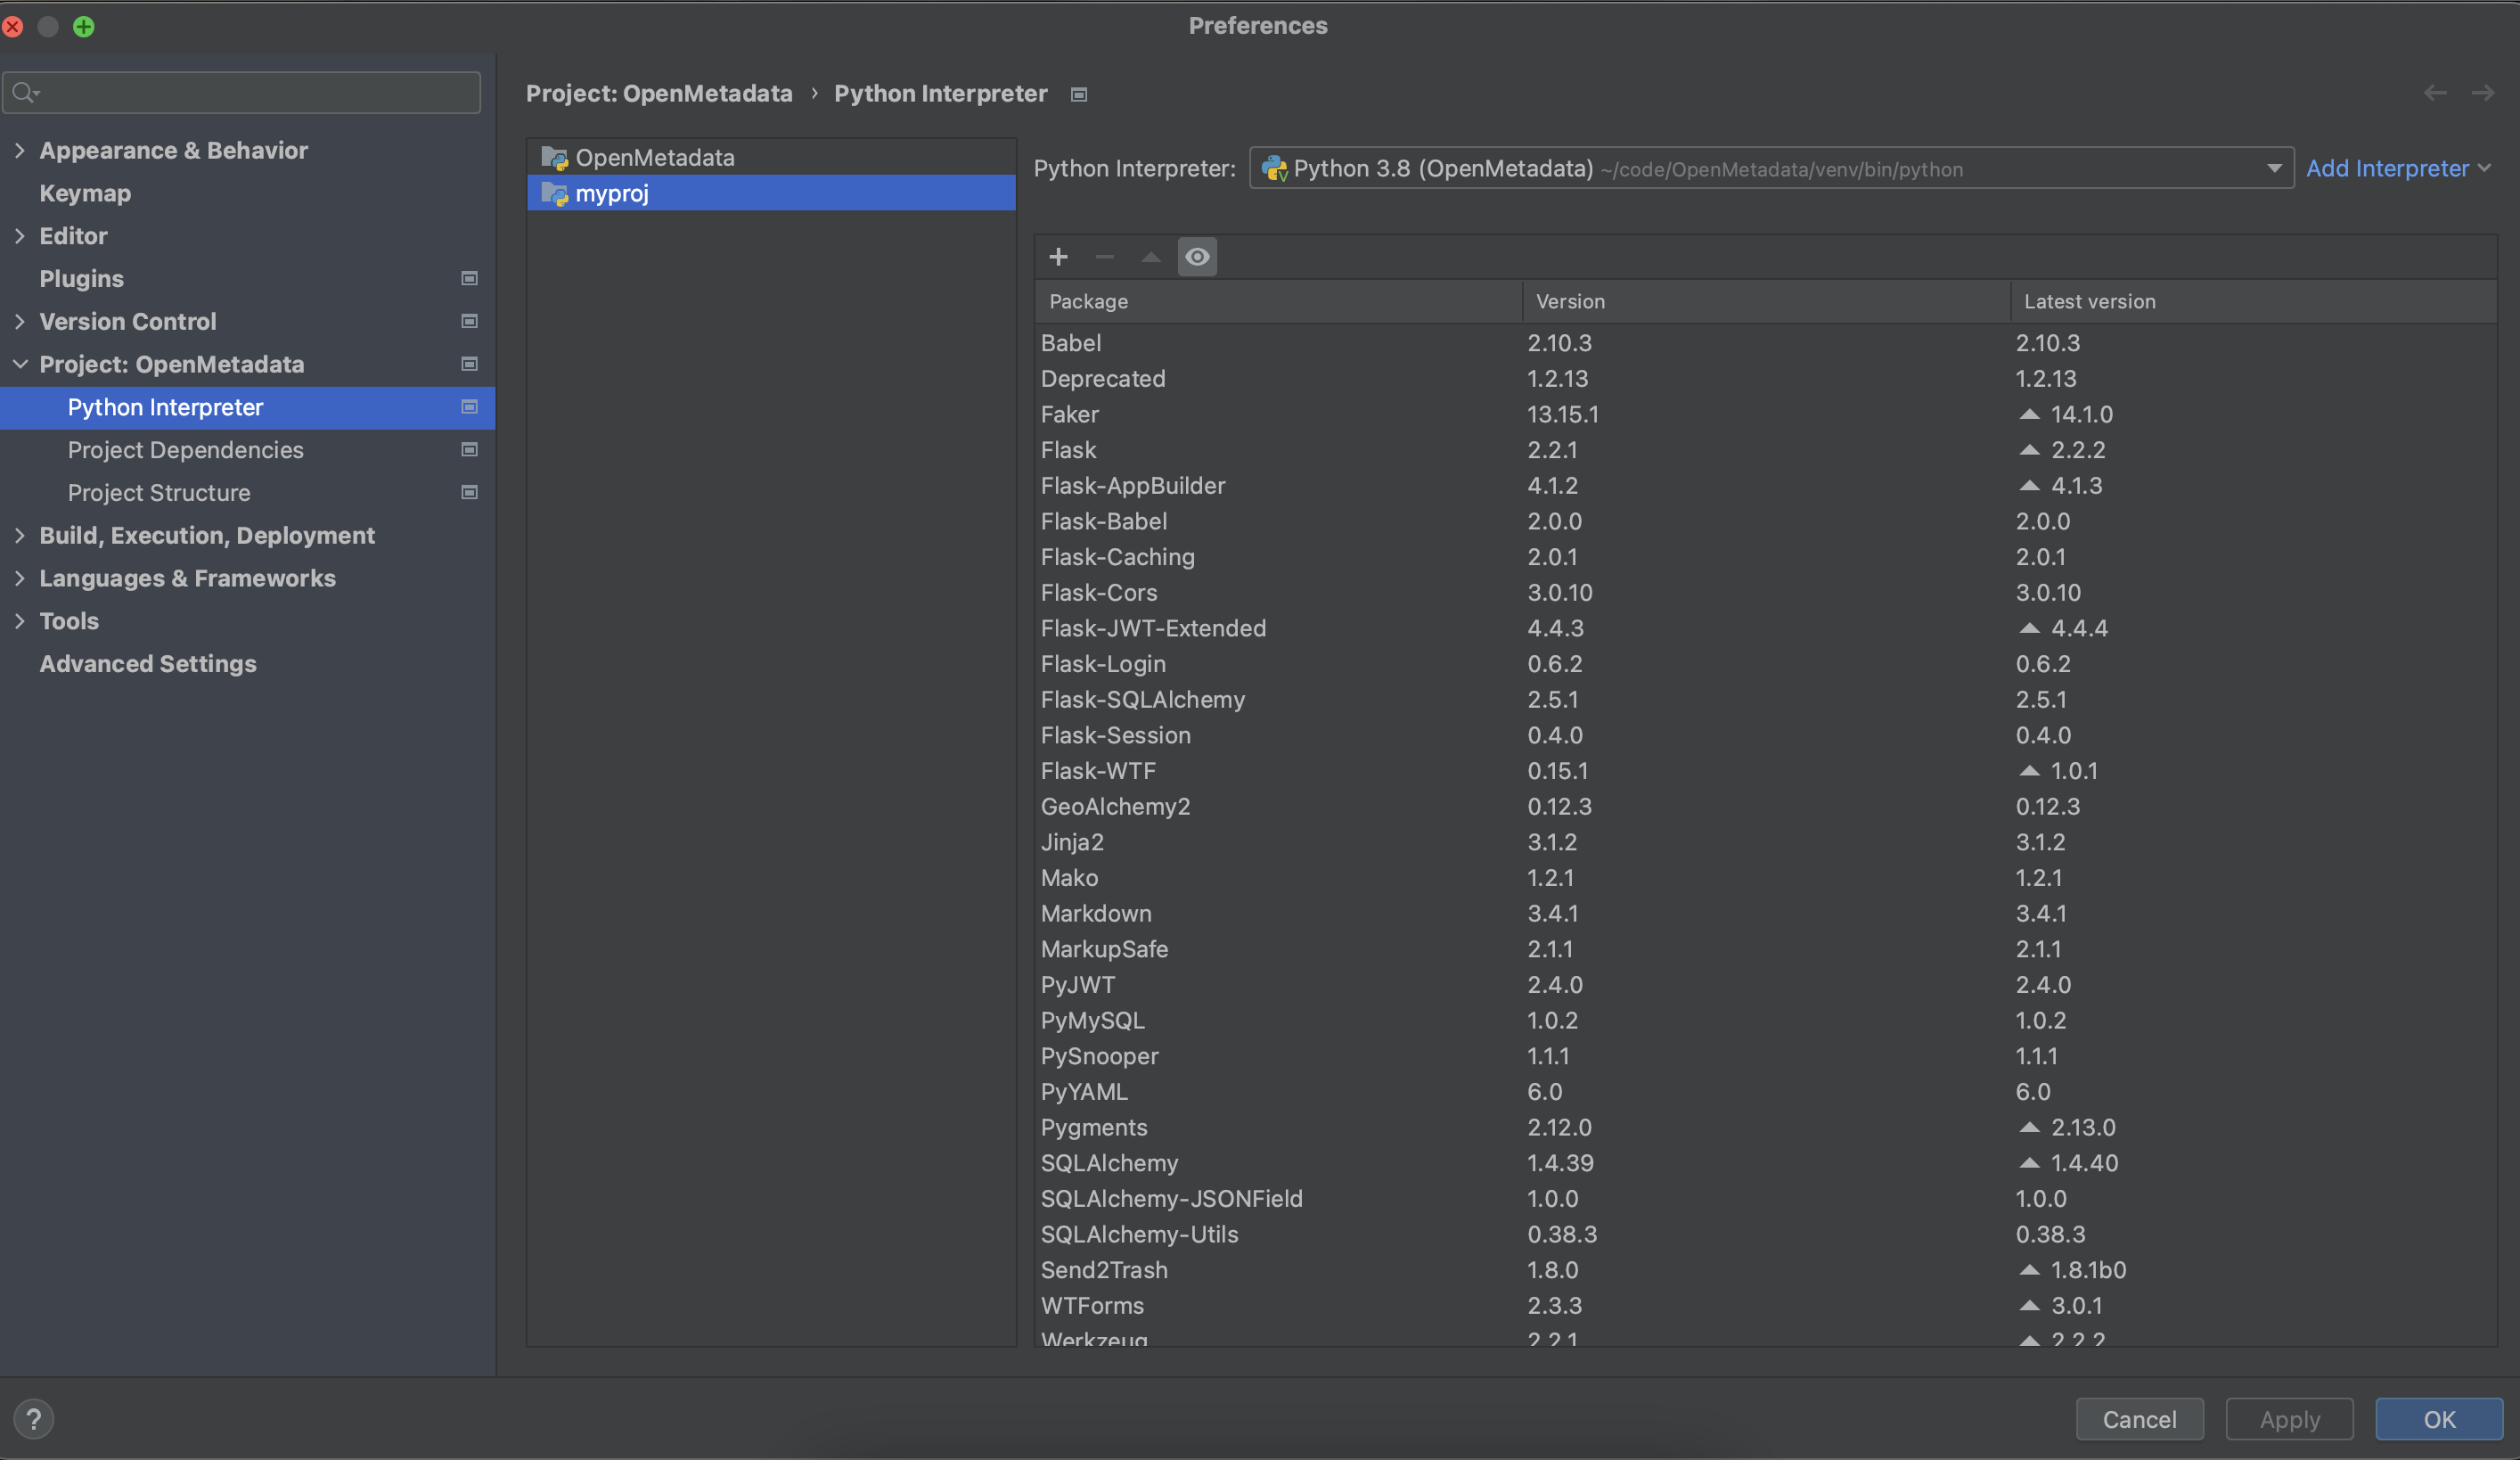 Preferences
Appearance & Behavior
Keymap
Editor
Plugins
Version Control
Project: OpenMetadata
Python Interpreter
Project Dependencies
Project Structure
Build, Execution, Deployment
Languages & Frameworks
Tools
Advanced Settings
Project: OpenMetadata › Python Interpreter
OpenMetadata
myproj
Python Interpreter: Python 3.8 (OpenMetadata) ~/code/OpenMetadata/venv/bin/python Add Interpreter
Package Version Latest version
Babel 2.10.3 2.10.3
Deprecated 1.2.13 1.2.13
Faker 13.15.1 14.1.0
Flask 2.2.1 2.2.2
Flask-AppBuilder 4.1.2 4.1.3
Flask-Babel 2.0.0 2.0.0
Flask-Caching 2.0.1 2.0.1
Flask-Cors 3.0.10 3.0.10
Flask-JWT-Extended 4.4.3 4.4.4
Flask-Login 0.6.2 0.6.2
Flask-SQLAlchemy 2.5.1 2.5.1
Flask-Session 0.4.0 0.4.0
Flask-WTF 0.15.1 1.0.1
GeoAlchemy2 0.12.3 0.12.3
Jinja2 3.1.2 3.1.2
Mako 1.2.1 1.2.1
Markdown 3.4.1 3.4.1
MarkupSafe 2.1.1 2.1.1
PyJWT 2.4.0 2.4.0
PyMySQL 1.0.2 1.0.2
PySnooper 1.1.1 1.1.1
PyYAML 6.0 6.0
Pygments 2.12.0 2.13.0
SQLAlchemy 1.4.39 1.4.40
SQLAlchemy-JSONField 1.0.0 1.0.0
SQLAlchemy-Utils 0.38.3 0.38.3
Send2Trash 1.8.0 1.8.1b0
WTForms 2.3.3 3.0.1
Werkzeug 2.2.1 2.2.2
? Cancel Apply OK